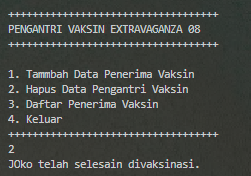 +++++++++++++++++++++++++++++++++++
PENGANTRI VAKSIN EXTRAVAGANZA 08
+++++++++++++++++++++++++++++++++++
1. Tammbah Data Penerima Vaksin
2. Hapus Data Pengantri Vaksin
3. Daftar Penerima Vaksin
4. Keluar
+++++++++++++++++++++++++++++++++++
2
JOko telah selesain divaksinasi.